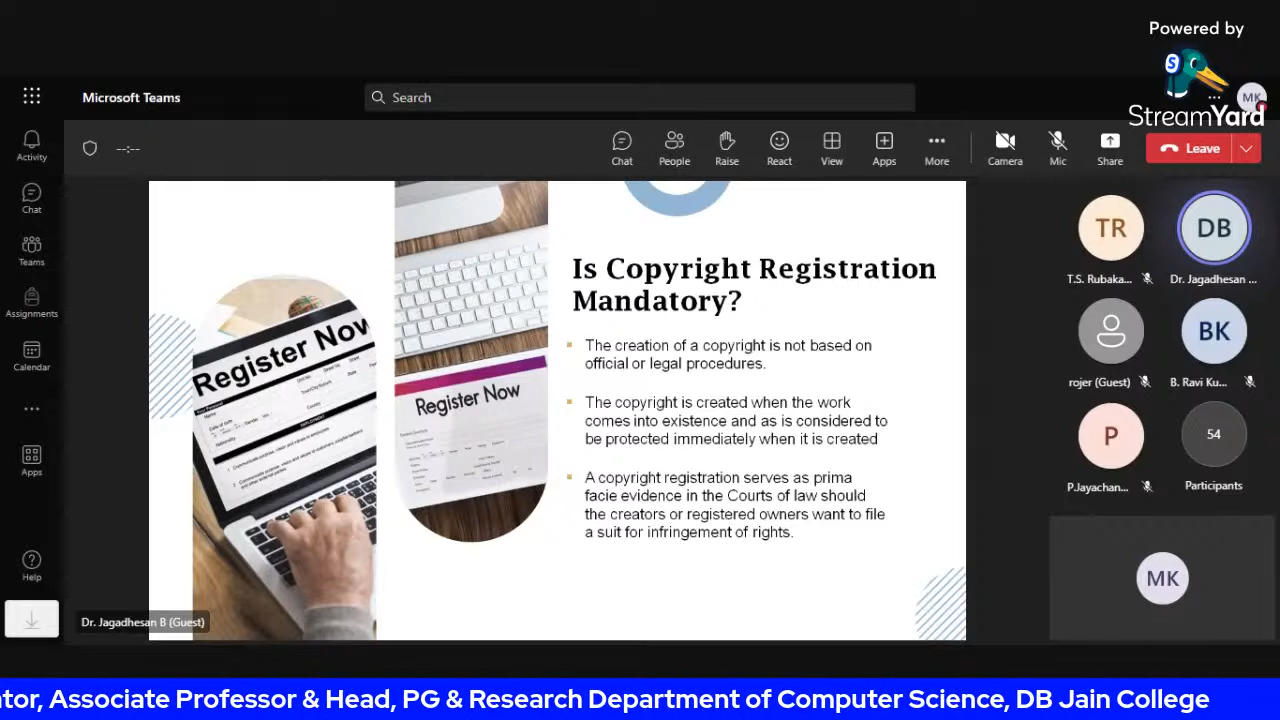 Powered by
StreamYard
Microsoft Teams
Search
MK
--:--
Chat
People
Raise
React
View
Apps
More
Camera
Mic
Share
Leave
Activity
Chat
Teams
Assignments
Calendar
Apps
Help
Register Now
Register Now
Is Copyright Registration
Mandatory?
The creation of a copyright is not based on
official or legal procedures.
The copyright is created when the work
comes into existence and as is considered to
be protected immediately when it is created
A copyright registration serves as prima
facie evidence in the Courts of law should
the creators or registered owners want to file
a suit for infringement of rights.
TR
T.S. Rubaka...
DB
Dr. Jagadhesan ...
rojer (Guest)
BK
B. Ravi Ku...
P
P.Jayachan...
54
Participants
MK
Dr. Jagadhesan B (Guest)
ator, Associate Professor & Head, PG & Research Department of Computer Science, DB Jain College